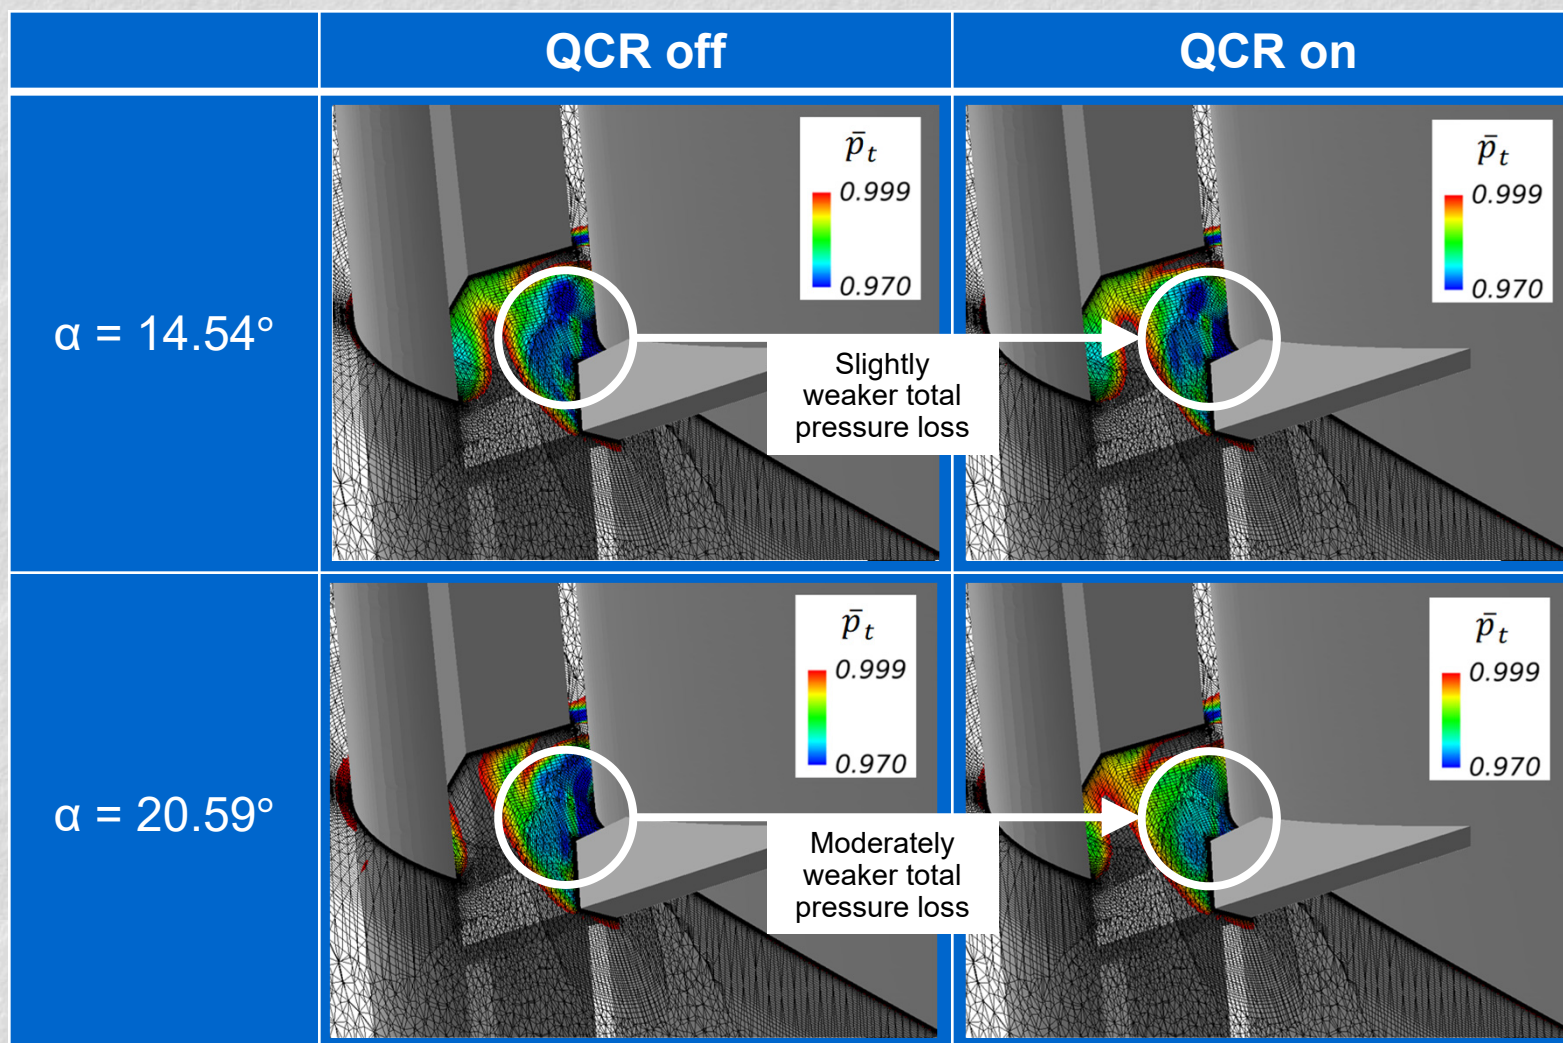 QCR off
QCR on
α = 14.54°
p̄t
0.999
0.970
p̄t
0.999
0.970
Slightly
weaker total
pressure loss
α = 20.59°
p̄t
0.999
0.970
p̄t
0.999
0.970
Moderately
weaker total
pressure loss